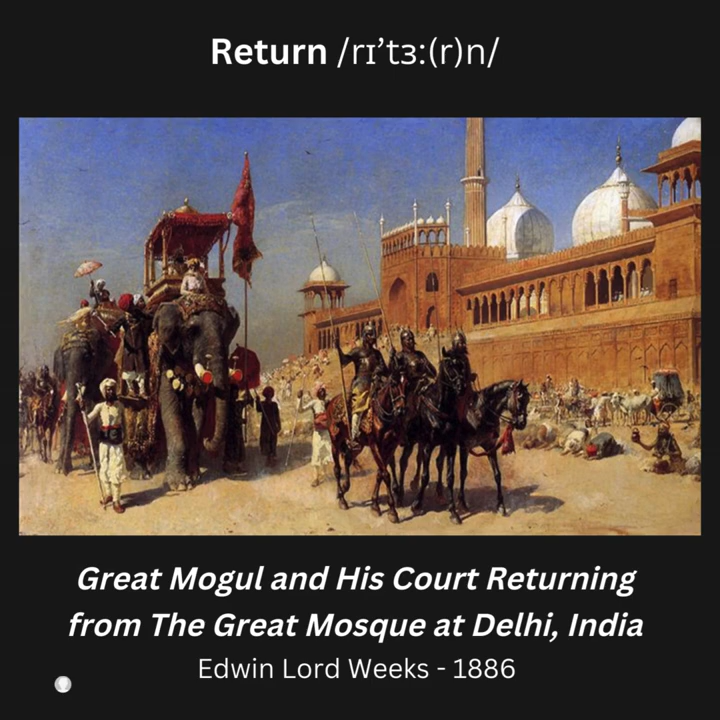 Return /rɪ’tɜ:(r)n/
Great Mogul and His Court Returning
from The Great Mosque at Delhi, India
Edwin Lord Weeks - 1886